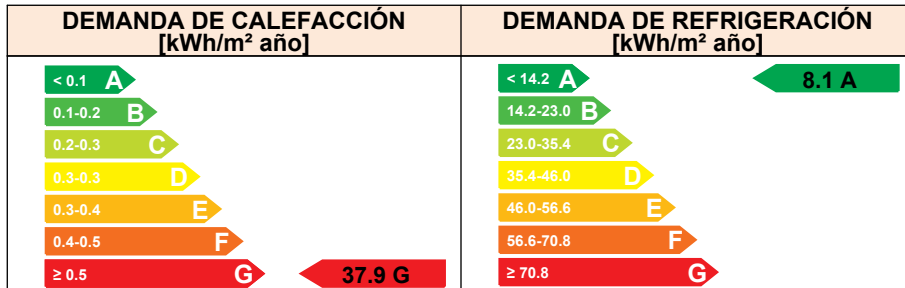 DEMANDA DE CALEFACCIÓN
[kWh/m² año]
< 0.1 A
0.1-0.2 B
0.2-0.3 C
0.3-0.3 D
0.3-0.4 E
0.4-0.5 F
≥ 0.5 G
37.9 G
DEMANDA DE REFRIGERACIÓN
[kWh/m² año]
< 14.2 A
8.1 A
14.2-23.0 B
23.0-35.4 C
35.4-46.0 D
46.0-56.6 E
56.6-70.8 F
≥ 70.8 G